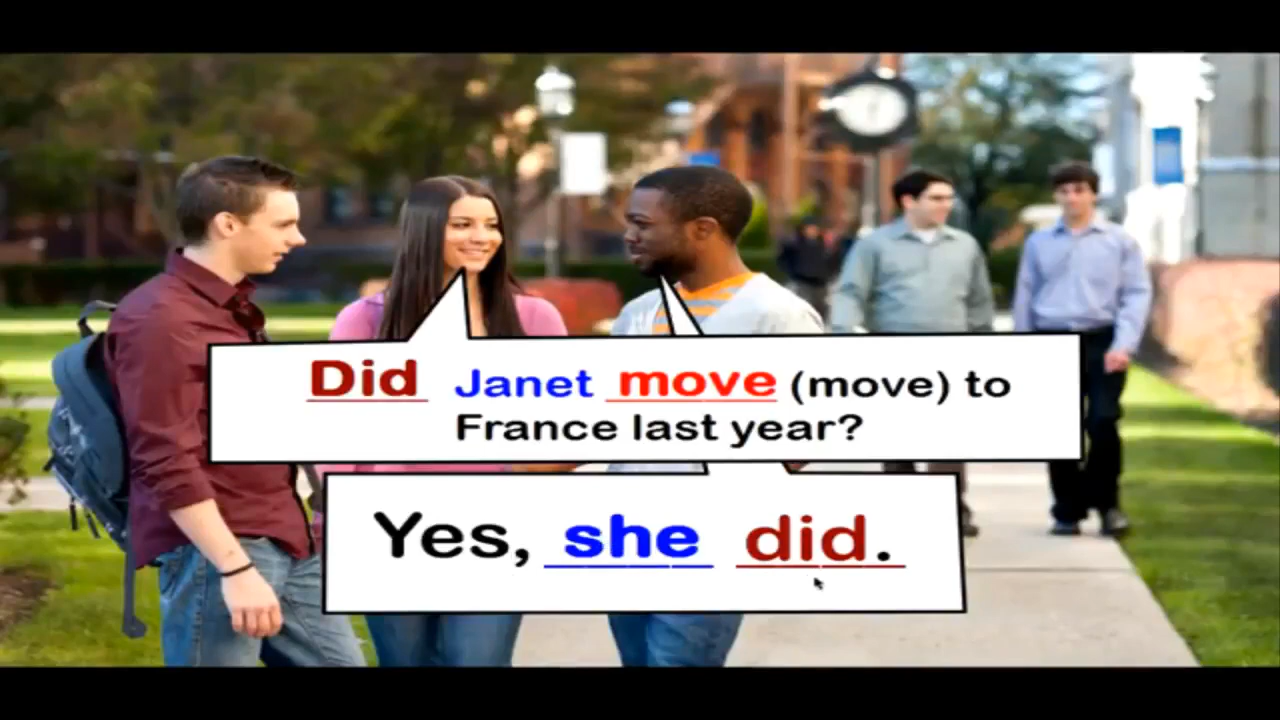 Did Janet move (move) to
France last year?
Yes, she did.